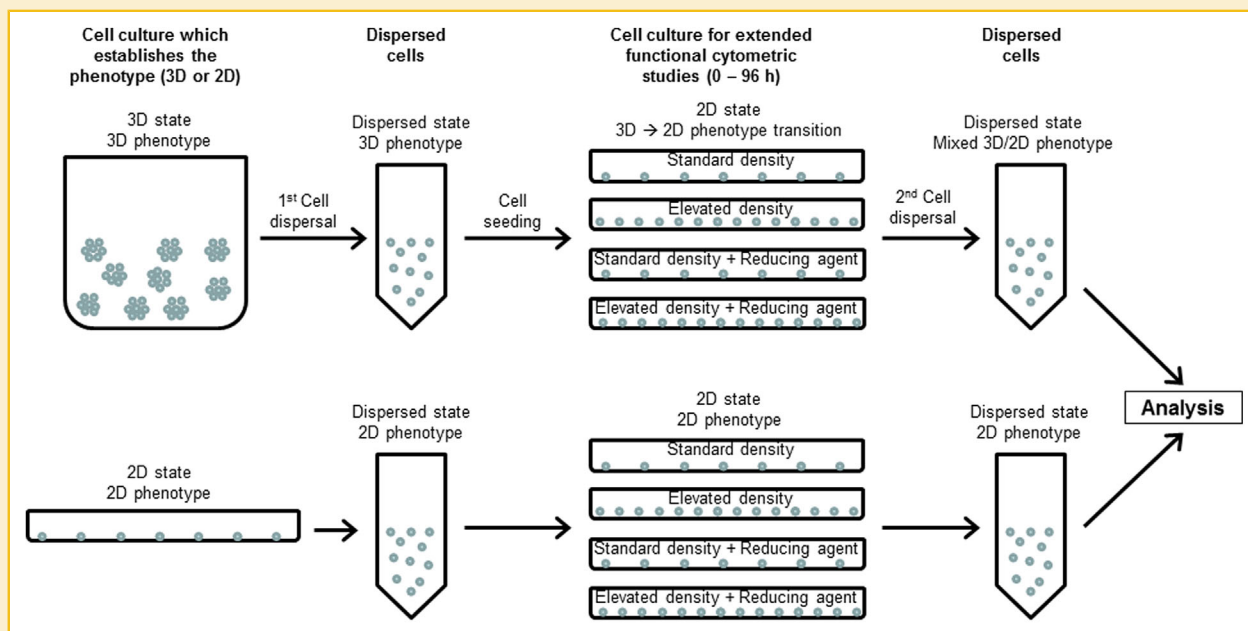 Cell culture which
establishes the
phenotype (3D or 2D)
Dispersed
cells
Cell culture for extended
functional cytometric
studies (0 – 96 h)
Dispersed
cells
3D state
3D phenotype
1st Cell
dispersal
Dispersed state
3D phenotype
Cell
seeding
2D state
3D → 2D phenotype transition
Standard density
Elevated density
Standard density + Reducing agent
Elevated density + Reducing agent
2nd Cell
dispersal
Dispersed state
Mixed 3D/2D phenotype
2D state
2D phenotype
Dispersed state
2D phenotype
2D state
2D phenotype
Standard density
Elevated density
Standard density + Reducing agent
Elevated density + Reducing agent
Dispersed state
2D phenotype
Analysis